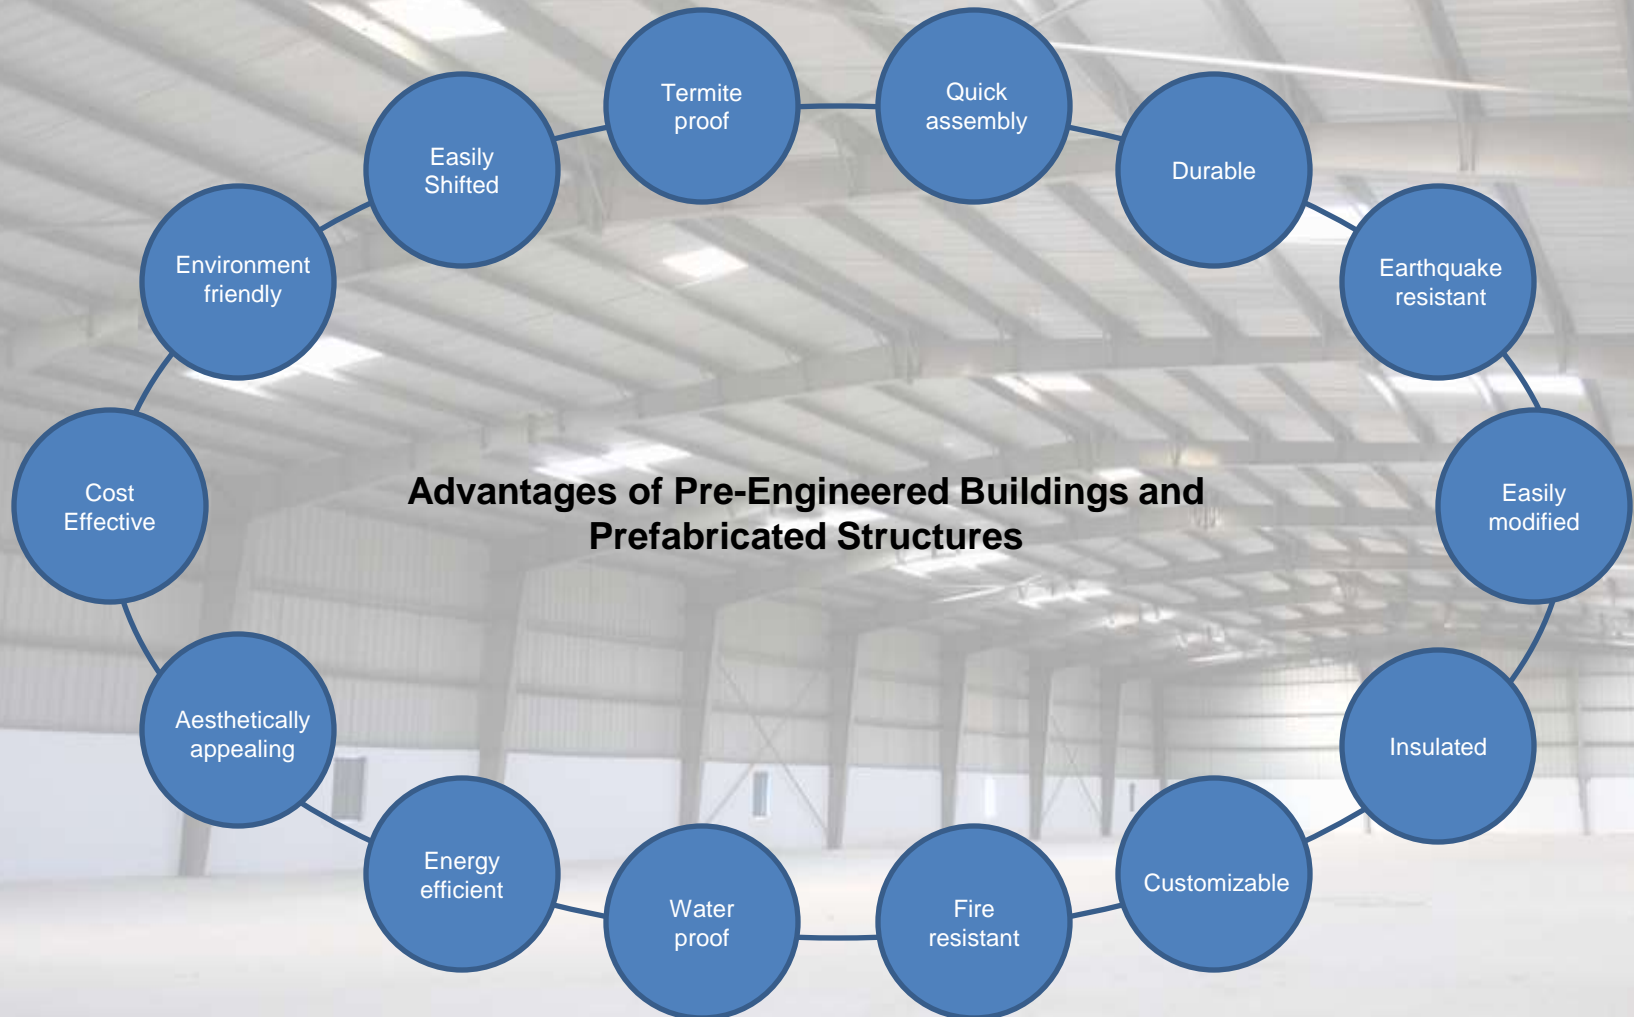 Termite
proof
Quick
assembly
Durable
Earthquake
resistant
Easily
modified
Insulated
Customizable
Fire
resistant
Water
proof
Energy
efficient
Aesthetically
appealing
Cost
Effective
Environment
friendly
Easily
Shifted
Advantages of Pre-Engineered Buildings and
Prefabricated Structures